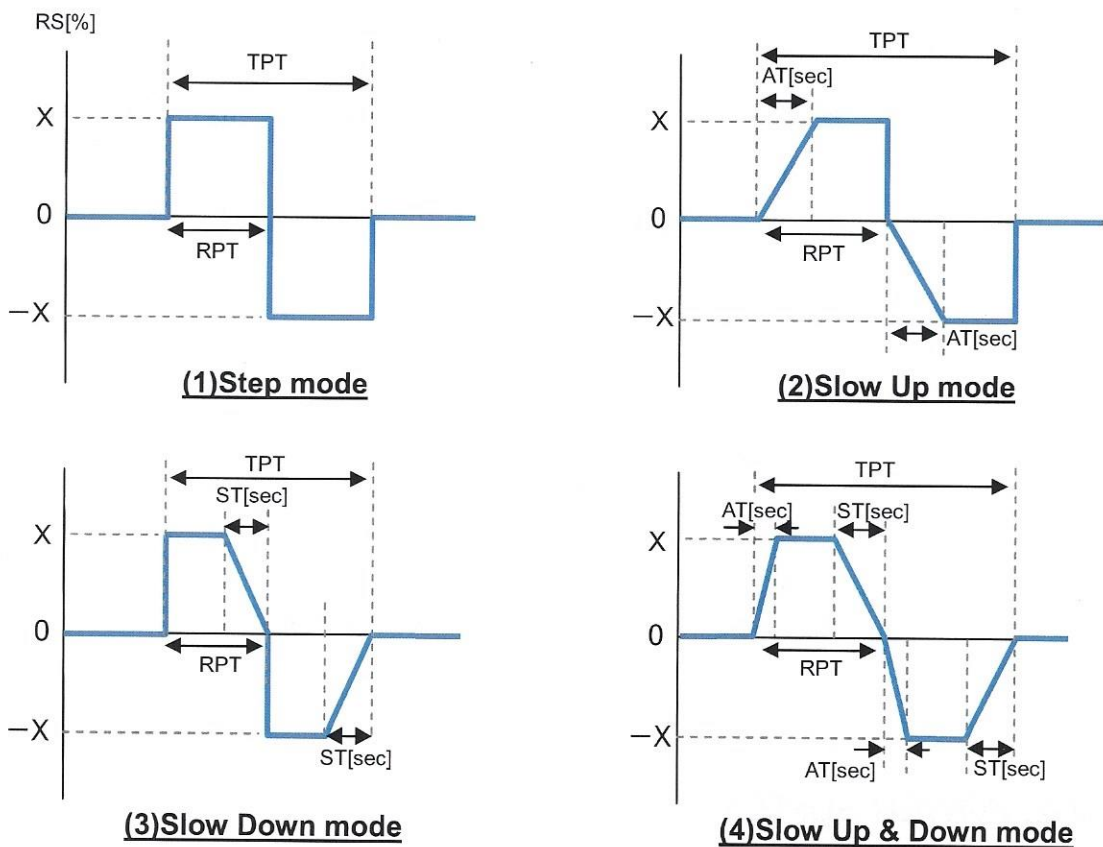 RS[%]
TPT
X
0
RPT
−X
(1)Step mode
TPT
AT[sec]
X
0
RPT
−X
AT[sec]
(2)Slow Up mode
TPT
ST[sec]
X
0
RPT
−X
ST[sec]
(3)Slow Down mode
TPT
AT[sec]
ST[sec]
X
0
RPT
−X
AT[sec]
ST[sec]
(4)Slow Up & Down mode